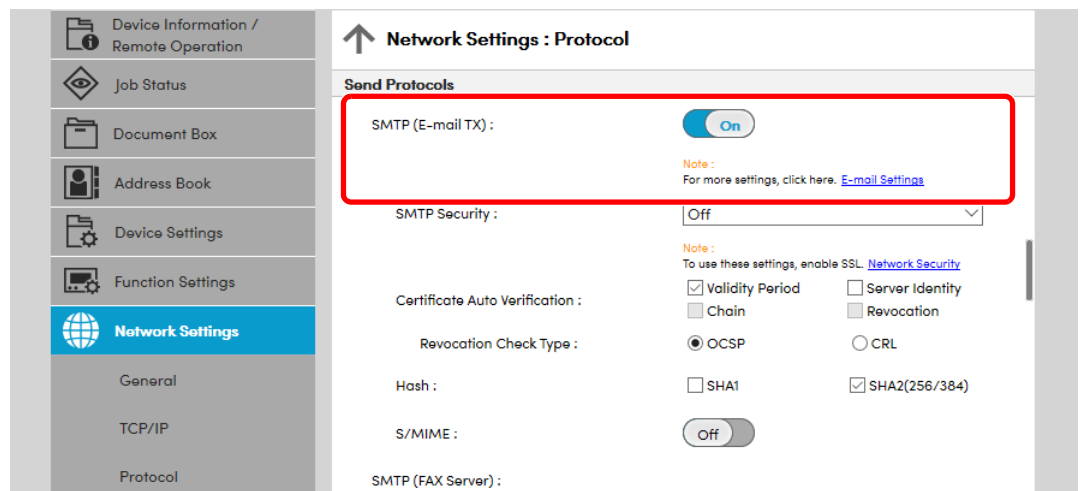 Device Information /
Remote Operation
Job Status
Document Box
Address Book
Device Settings
Function Settings
Network Settings
General
TCP/IP
Protocol
Network Settings : Protocol
Send Protocols
SMTP (E-mail TX) : On
Note :
For more settings, click here. E-mail Settings
SMTP Security : Off
Note :
To use these settings, enable SSL. Network Security
Certificate Auto Verification : Validity Period Server Identity
Chain Revocation
Revocation Check Type : OCSP CRL
Hash : SHA1 SHA2(256/384)
S/MIME : Off
SMTP (FAX Server) :